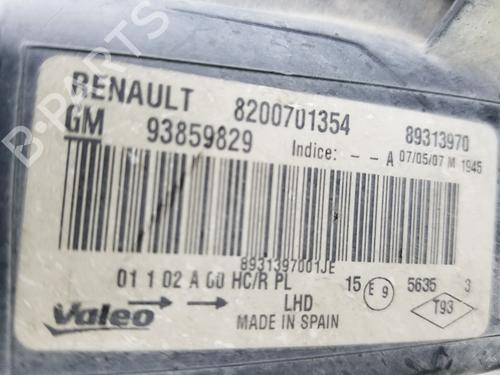 RENAULT 8200701354 89313970
GM 93859829 Indice: - - A 07/05/07 M 1945
8931397001JE
01 1 02 A 00 HC/R PL 15 E 9 5635 3
LHD T93
Valeo MADE IN SPAIN
B-PARTS